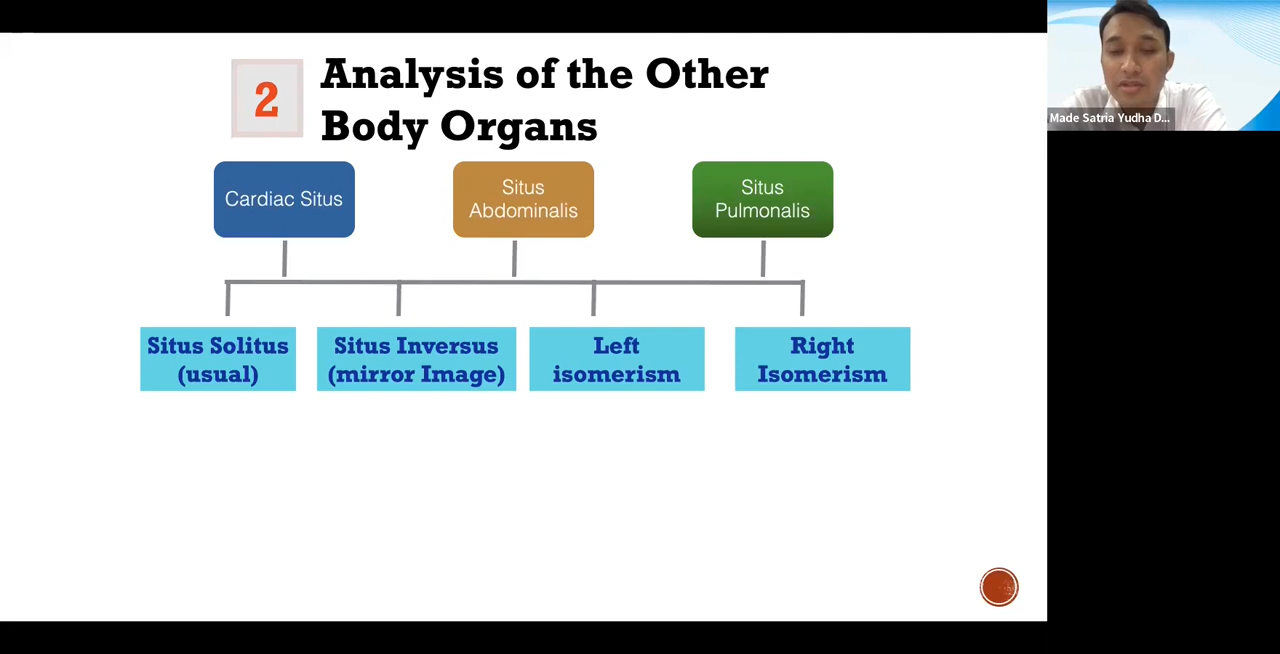 2
Analysis of the Other
Body Organs
Cardiac Situs
Situs
Abdominalis
Situs
Pulmonalis
Situs Solitus
(usual)
Situs Inversus
(mirror Image)
Left
isomerism
Right
Isomerism
Made Satria Yudha D...